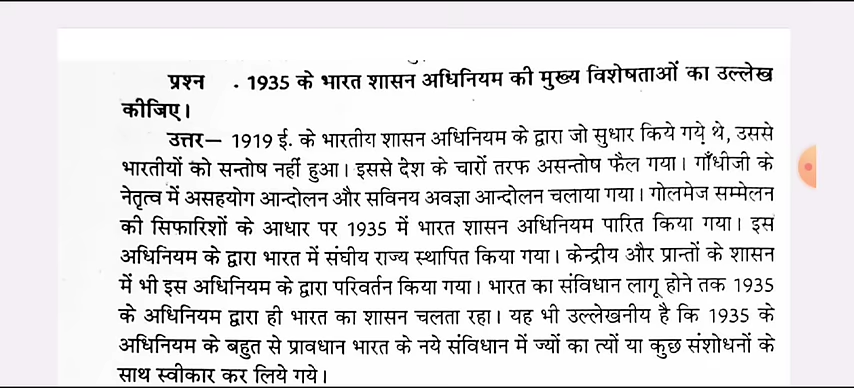 प्रश्न . 1935 के भारत शासन अधिनियम की मुख्य विशेषताओं का उल्लेख
कीजिए।
उत्तर— 1919 ई. के भारतीय शासन अधिनियम के द्वारा जो सुधार किये गये थे, उससे
भारतीयों को सन्तोष नहीं हुआ। इससे देश के चारों तरफ असन्तोष फैल गया। गाँधीजी के
नेतृत्व में असहयोग आन्दोलन और सविनय अवज्ञा आन्दोलन चलाया गया। गोलमेज सम्मेलन
की सिफारिशों के आधार पर 1935 में भारत शासन अधिनियम पारित किया गया। इस
अधिनियम के द्वारा भारत में संघीय राज्य स्थापित किया गया। केन्द्रीय और प्रान्तों के शासन
में भी इस अधिनियम के द्वारा परिवर्तन किया गया। भारत का संविधान लागू होने तक 1935
के अधिनियम द्वारा ही भारत का शासन चलता रहा। यह भी उल्लेखनीय है कि 1935 के
अधिनियम के बहुत से प्रावधान भारत के नये संविधान में ज्यों का त्यों या कुछ संशोधनों के
साथ स्वीकार कर लिये गये।